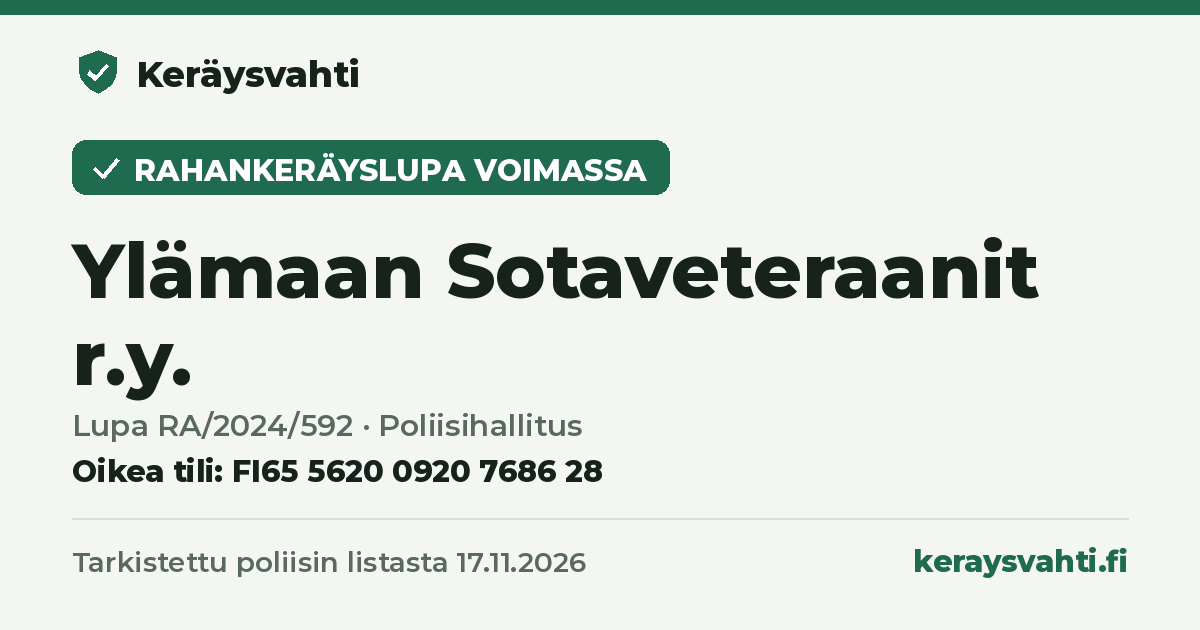 Keräysvahti
RAHANKERÄYSLUPA VOIMASSA
Ylämaan Sotaveteraanit
r.y.
Lupa RA/2024/592 · Poliisihallitus
Oikea tili: FI65 5620 0920 7686 28
Tarkistettu poliisin listasta 17.11.2026
keraysvahti.fi